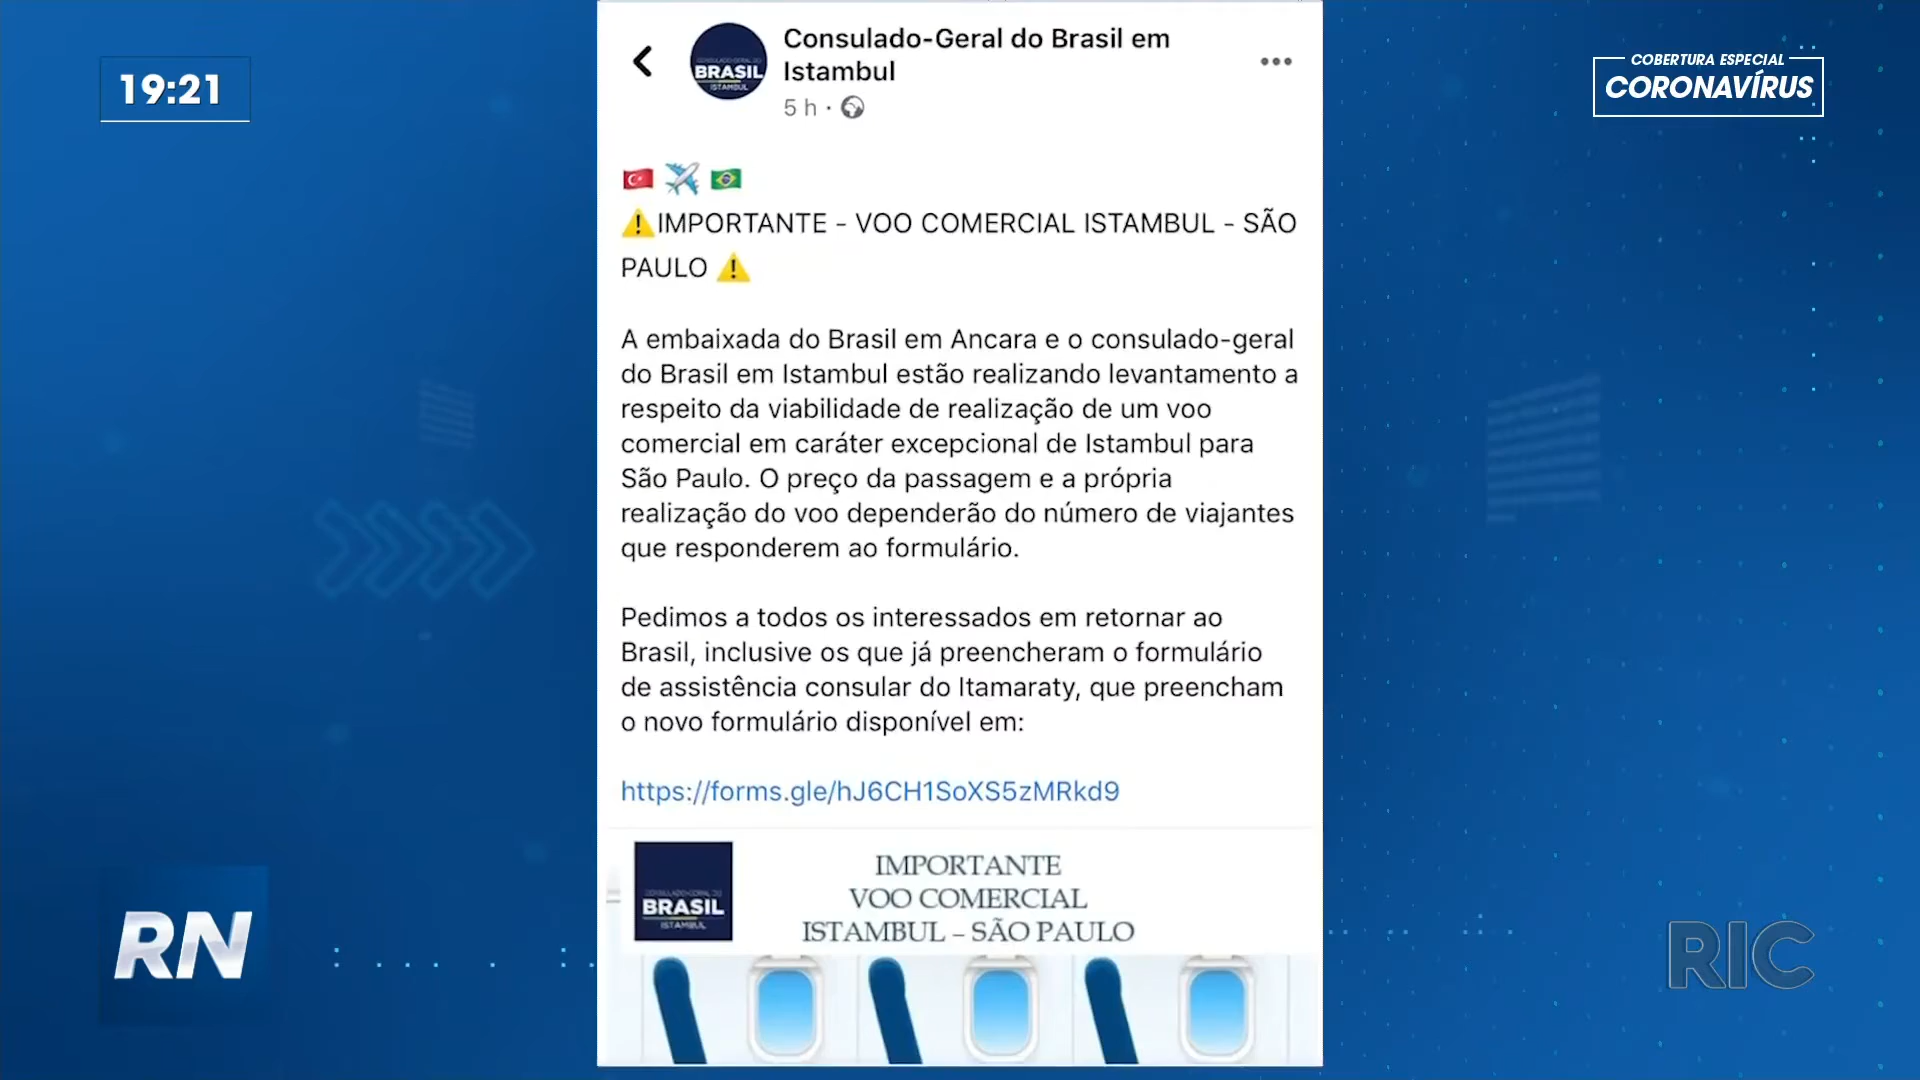 19:21
COBERTURA ESPECIAL
CORONAVÍRUS
BRASIL
ISTAMBUL
Consulado-Geral do Brasil em
Istambul
5 h ·
IMPORTANTE - VOO COMERCIAL ISTAMBUL - SÃO
PAULO
A embaixada do Brasil em Ancara e o consulado-geral
do Brasil em Istambul estão realizando levantamento a
respeito da viabilidade de realização de um voo
comercial em caráter excepcional de Istambul para
São Paulo. O preço da passagem e a própria
realização do voo dependerão do número de viajantes
que responderem ao formulário.
Pedimos a todos os interessados em retornar ao
Brasil, inclusive os que já preencheram o formulário
de assistência consular do Itamaraty, que preencham
o novo formulário disponível em:
https://forms.gle/hJ6CH1SoXS5zMRkd9
CONSULADO-GERAL DO
BRASIL
ISTAMBUL
IMPORTANTE
VOO COMERCIAL
ISTAMBUL – SÃO PAULO
RN
RIC